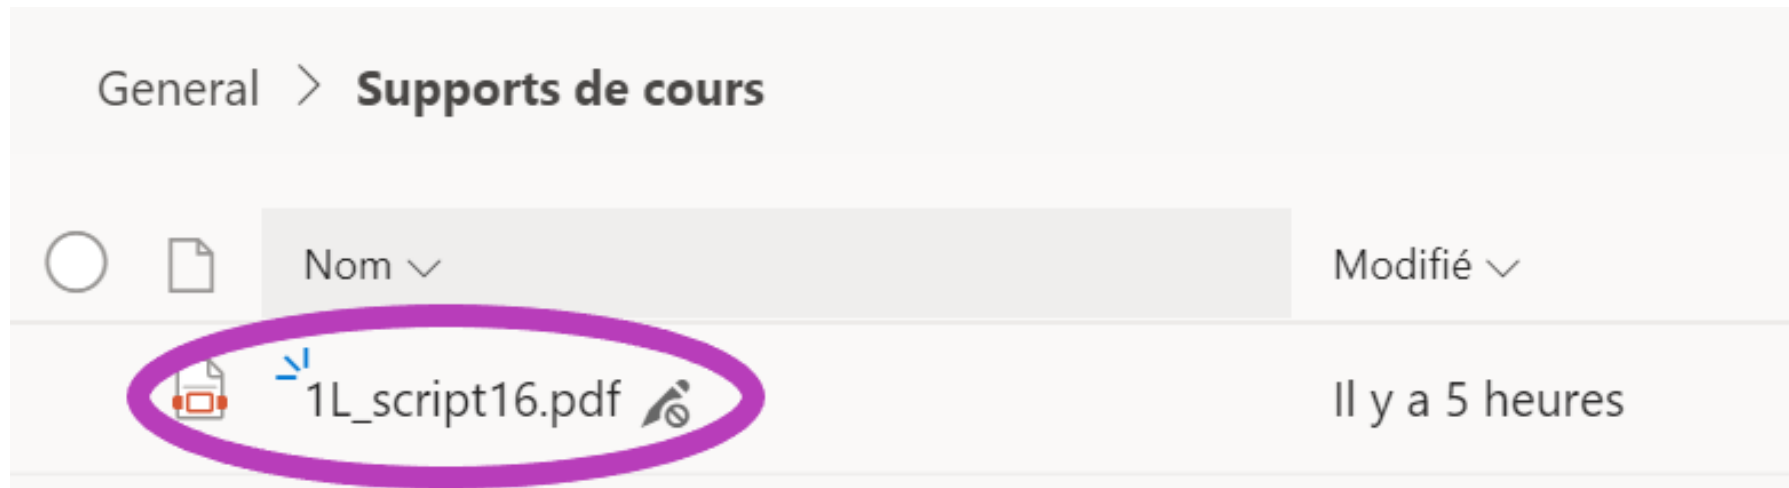 General > Supports de cours
Nom Modifié
1L_script16.pdf Il y a 5 heures